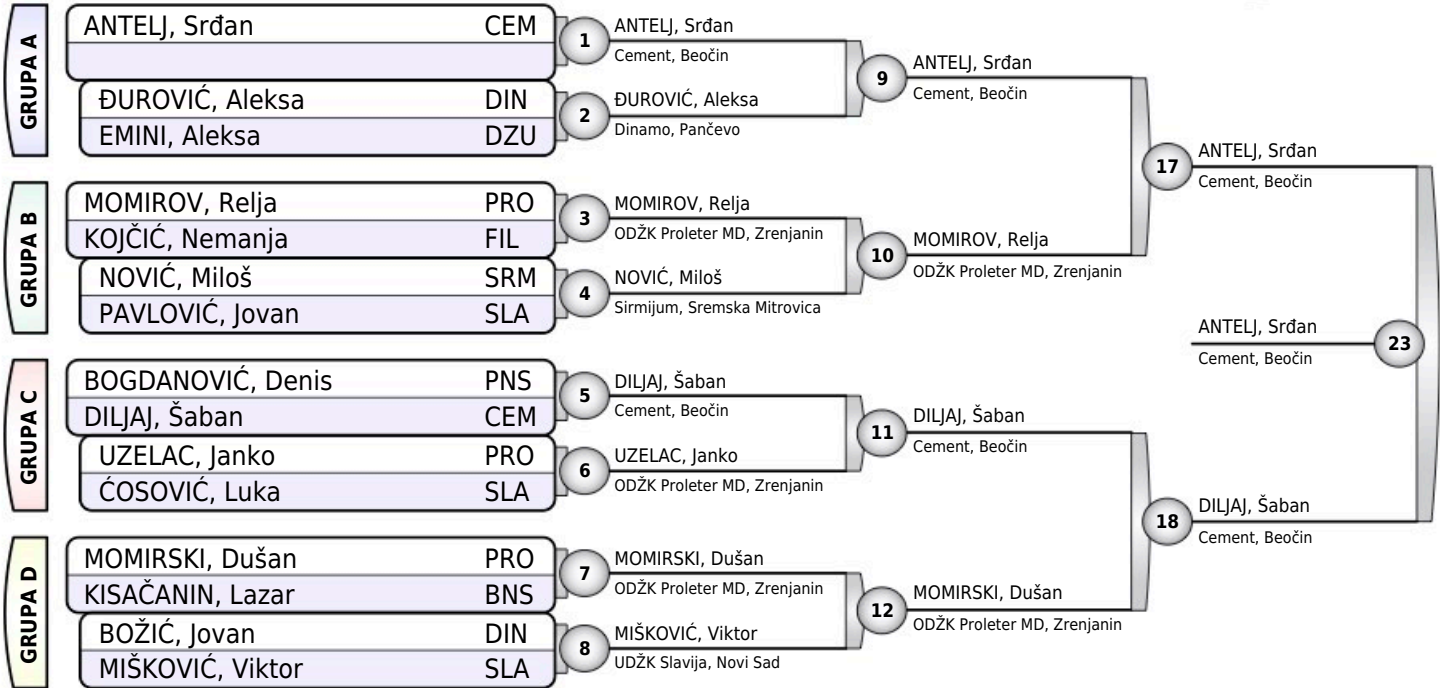 GRUPA A
ANTELJ, Srđan CEM
ĐUROVIĆ, Aleksa DIN
EMINI, Aleksa DZU
GRUPA B
MOMIROV, Relja PRO
KOJČIĆ, Nemanja FIL
NOVIĆ, Miloš SRM
PAVLOVIĆ, Jovan SLA
GRUPA C
BOGDANOVIĆ, Denis PNS
DILJAJ, Šaban CEM
UZELAC, Janko PRO
ĆOSOVIĆ, Luka SLA
GRUPA D
MOMIRSKI, Dušan PRO
KISAČANIN, Lazar BNS
BOŽIĆ, Jovan DIN
MIŠKOVIĆ, Viktor SLA
1
ANTELJ, Srđan
Cement, Beočin
2
ĐUROVIĆ, Aleksa
Dinamo, Pančevo
3
MOMIROV, Relja
ODŽK Proleter MD, Zrenjanin
4
NOVIĆ, Miloš
Sirmijum, Sremska Mitrovica
5
DILJAJ, Šaban
Cement, Beočin
6
UZELAC, Janko
ODŽK Proleter MD, Zrenjanin
7
MOMIRSKI, Dušan
ODŽK Proleter MD, Zrenjanin
8
MIŠKOVIĆ, Viktor
UDŽK Slavija, Novi Sad
9
ANTELJ, Srđan
Cement, Beočin
10
MOMIROV, Relja
ODŽK Proleter MD, Zrenjanin
11
DILJAJ, Šaban
Cement, Beočin
12
MOMIRSKI, Dušan
ODŽK Proleter MD, Zrenjanin
17
ANTELJ, Srđan
Cement, Beočin
18
DILJAJ, Šaban
Cement, Beočin
ANTELJ, Srđan
Cement, Beočin
23